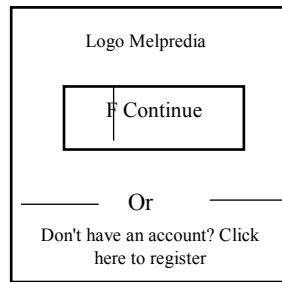 Logo Melpredia
F Continue
Or
Don't have an account? Click
here to register